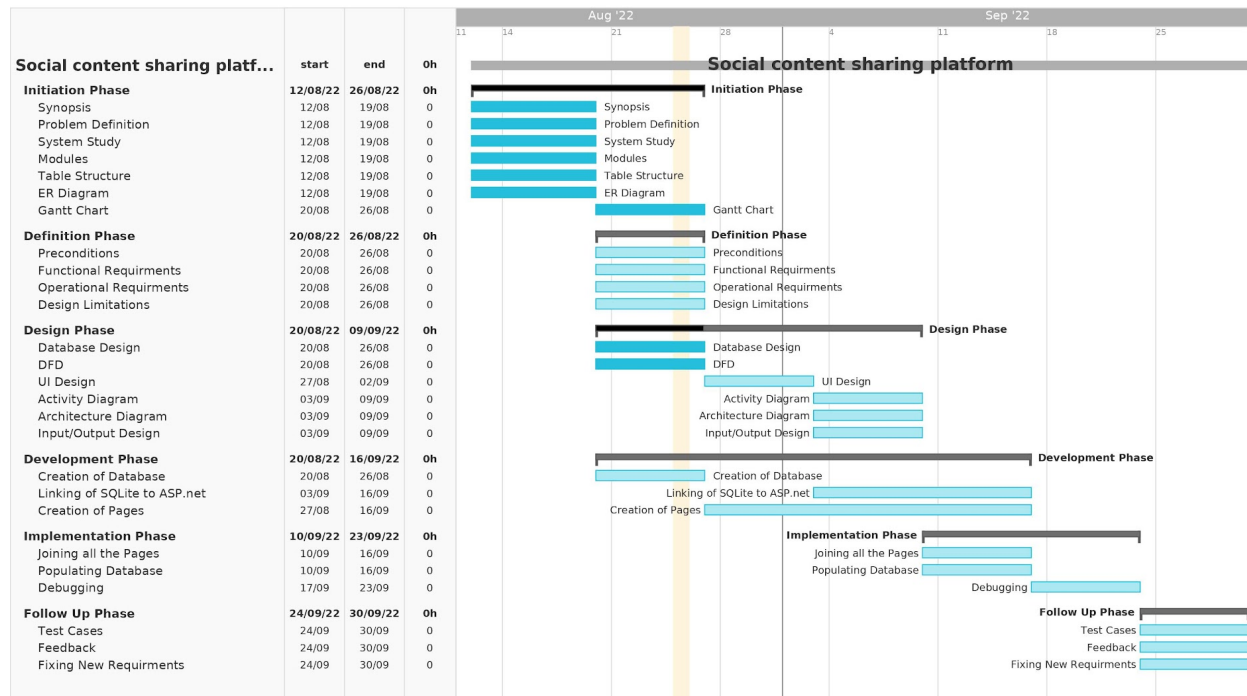 Aug '22 Sep '22
11 14 21 28 4 11 18 25
Social content sharing platf... start end 0h Social content sharing platform
Initiation Phase 12/08/22 26/08/22 0h Initiation Phase
Synopsis 12/08 19/08 0 Synopsis
Problem Definition 12/08 19/08 0 Problem Definition
System Study 12/08 19/08 0 System Study
Modules 12/08 19/08 0 Modules
Table Structure 12/08 19/08 0 Table Structure
ER Diagram 12/08 19/08 0 ER Diagram
Gantt Chart 20/08 26/08 0 Gantt Chart
Definition Phase 20/08/22 26/08/22 0h Definition Phase
Preconditions 20/08 26/08 0 Preconditions
Functional Requirments 20/08 26/08 0 Functional Requirments
Operational Requirments 20/08 26/08 0 Operational Requirments
Design Limitations 20/08 26/08 0 Design Limitations
Design Phase 20/08/22 09/09/22 0h Design Phase
Database Design 20/08 26/08 0 Database Design
DFD 20/08 26/08 0 DFD
UI Design 27/08 02/09 0 UI Design
Activity Diagram 03/09 09/09 0 Activity Diagram
Architecture Diagram 03/09 09/09 0 Architecture Diagram
Input/Output Design 03/09 09/09 0 Input/Output Design
Development Phase 20/08/22 16/09/22 0h Development Phase
Creation of Database 20/08 26/08 0 Creation of Database
Linking of SQLite to ASP.net 03/09 16/09 0 Linking of SQLite to ASP.net
Creation of Pages 27/08 16/09 0 Creation of Pages
Implementation Phase 10/09/22 23/09/22 0h Implementation Phase
Joining all the Pages 10/09 16/09 0 Joining all the Pages
Populating Database 10/09 16/09 0 Populating Database
Debugging 17/09 23/09 0 Debugging
Follow Up Phase 24/09/22 30/09/22 0h Follow Up Phase
Test Cases 24/09 30/09 0 Test Cases
Feedback 24/09 30/09 0 Feedback
Fixing New Requirments 24/09 30/09 0 Fixing New Requirments